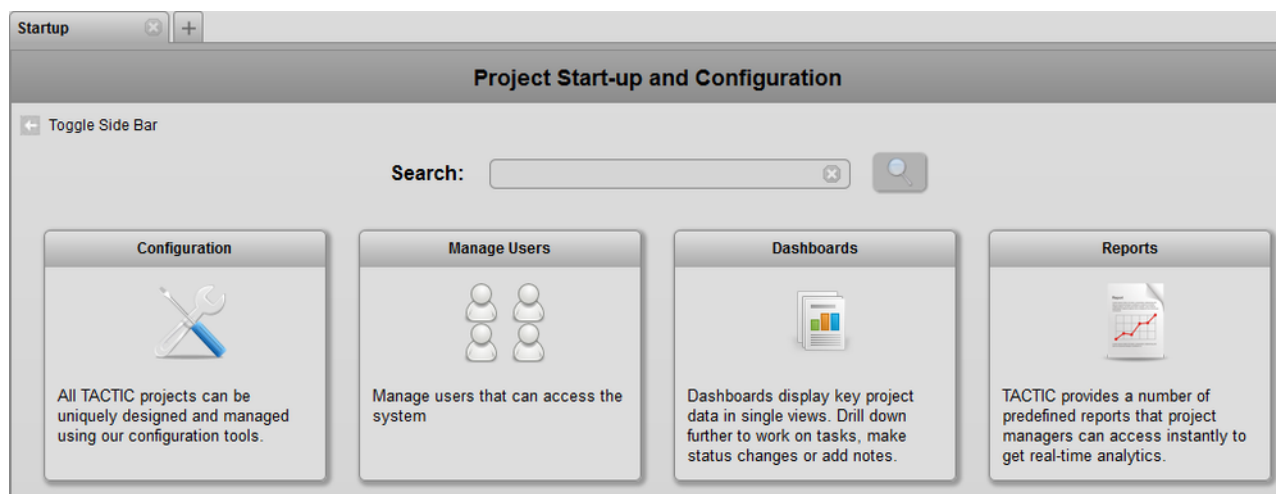 Startup
Project Start-up and Configuration
Toggle Side Bar
Search:
Configuration
All TACTIC projects can be
uniquely designed and managed
using our configuration tools.
Manage Users
Manage users that can access the
system
Dashboards
Dashboards display key project
data in single views. Drill down
further to work on tasks, make
status changes or add notes.
Reports
Report
TACTIC provides a number of
predefined reports that project
managers can access instantly to
get real-time analytics.